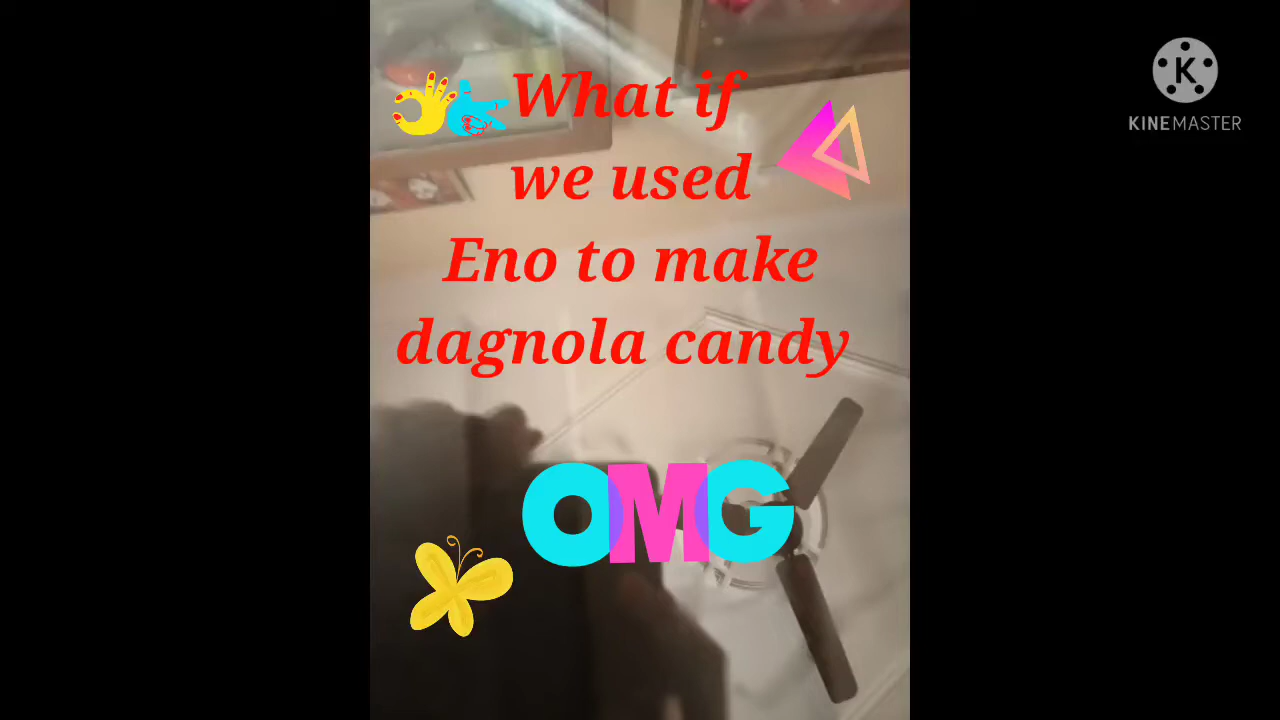 What if
we used
Eno to make
dagnola candy
OMG
K
KINEMASTER